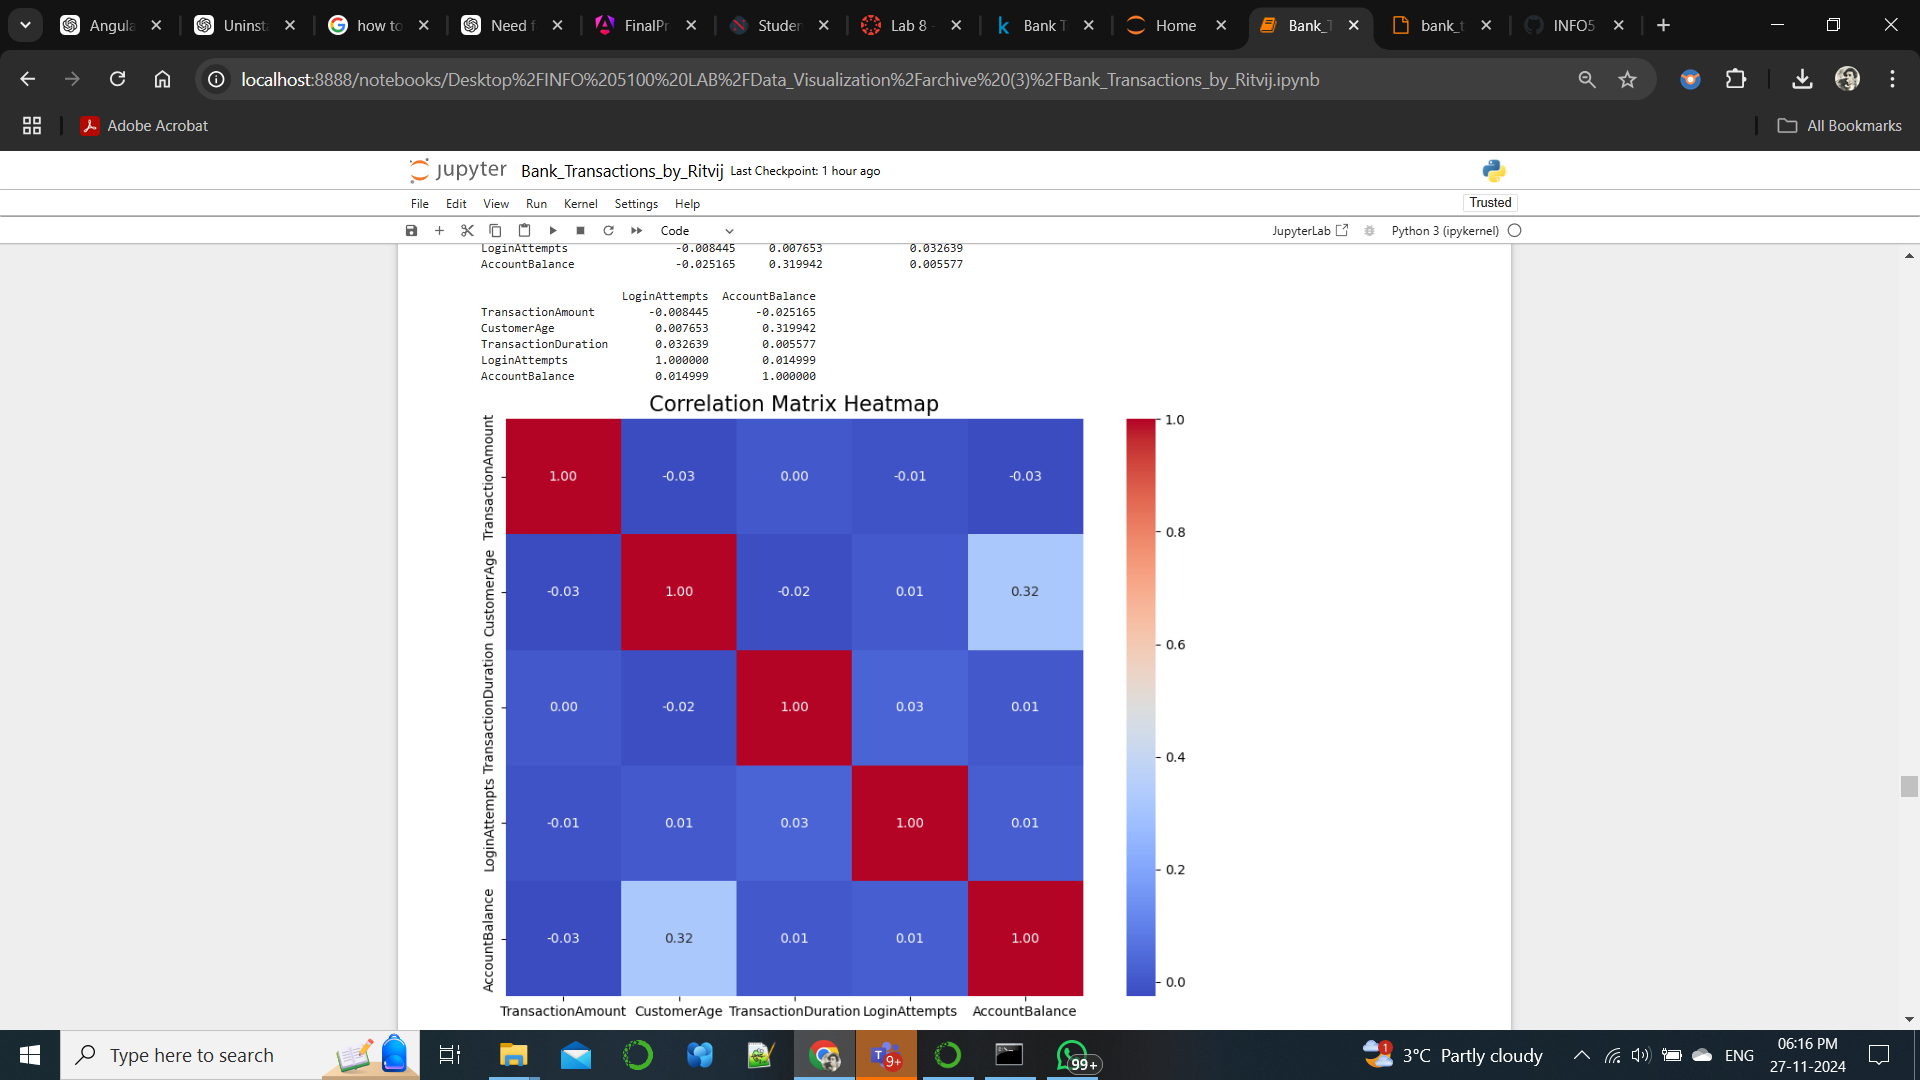 Angula
Uninsta
how to
Need f
FinalPr
Studen
Lab 8 -
Bank T
Home
Bank_T
bank_t
INFO5
localhost:8888/notebooks/Desktop%2FINFO%205100%20LAB%2FData_Visualization%2Farchive%20(3)%2FBank_Transactions_by_Ritvij.ipynb
Adobe Acrobat
All Bookmarks
jupyter Bank_Transactions_by_Ritvij Last Checkpoint: 1 hour ago
File Edit View Run Kernel Settings Help
Trusted
Code
JupyterLab
Python 3 (ipykernel)
LoginAttempts -0.008445 0.007653 0.032639
AccountBalance -0.025165 0.319942 0.005577
LoginAttempts AccountBalance
TransactionAmount -0.008445 -0.025165
CustomerAge 0.007653 0.319942
TransactionDuration 0.032639 0.005577
LoginAttempts 1.000000 0.014999
AccountBalance 0.014999 1.000000
Correlation Matrix Heatmap
TransactionAmount
1.00 -0.03 0.00 -0.01 -0.03
CustomerAge
-0.03 1.00 -0.02 0.01 0.32
TransactionDuration
0.00 -0.02 1.00 0.03 0.01
LoginAttempts
-0.01 0.01 0.03 1.00 0.01
AccountBalance
-0.03 0.32 0.01 0.01 1.00
TransactionAmount CustomerAge TransactionDuration LoginAttempts AccountBalance
1.0
0.8
0.6
0.4
0.2
0.0
Type here to search
9+
99+
1
3°C Partly cloudy
ENG
06:16 PM
27-11-2024